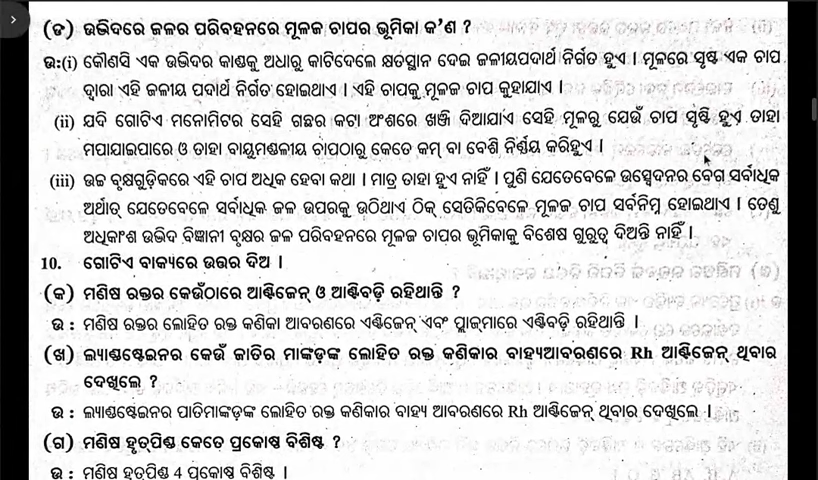 (ଙ) ଉଦ୍ଭିଦରେ ଜଳର ପରିବହନରେ ମୂଳଜ ଚାପର ଭୂମିକା କ'ଣ ?
ଉ:(i) କୌଣସି ଏକ ଉଦ୍ଭିଦର କାଣ୍ଡକୁ ଅଧାରୁ କାଟିଦେଲେ କ୍ଷତସ୍ଥାନ ଦେଇ ଜଳୀୟପଦାର୍ଥ ନିର୍ଗତ ହୁଏ । ମୂଳରେ ସୃଷ୍ଟ ଏକ ଚାପ
ଦ୍ୱାରା ଏହି ଜଳୀୟ ପଦାର୍ଥ ନିର୍ଗତ ହୋଇଥାଏ । ଏହି ଚାପକୁ ମୂଳଜ ଚାପ କୁହାଯାଏ ।
(ii) ଯଦି ଗୋଟିଏ ମନୋମିଟର ସେହି ଗଛର କଟା ଅଂଶରେ ଖଞ୍ଜି ଦିଆଯାଏ ସେହି ମୂଳରୁ ଯେଉଁ ଚାପ ସୃଷ୍ଟି ହୁଏ ତାହା
ମପାଯାଇପାରେ ଓ ତାହା ବାୟୁମଣ୍ଡଳୀୟ ଚାପଠାରୁ କେତେ କମ୍ ବା ବେଶି ନିର୍ଣ୍ଣୟ କରିହୁଏ ।
(iii) ଉଚ୍ଚ ବୃକ୍ଷଗୁଡ଼ିକରେ ଏହି ଚାପ ଅଧିକ ହେବା କଥା । ମାତ୍ର ତାହା ହୁଏ ନାହିଁ । ପୁଣି ଯେତେବେଳେ ଉତ୍ସ୍ୱେଦନର ବେଗ ସର୍ବାଧିକ
ଅର୍ଥାତ୍ ଯେତେବେଳେ ସର୍ବାଧିକ ଜଳ ଉପରକୁ ଉଠିଥାଏ ଠିକ୍ ସେତିକିବେଳେ ମୂଳଜ ଚାପ ସର୍ବନିମ୍ନ ହୋଇଥାଏ । ତେଣୁ
ଅଧିକାଂଶ ଉଦ୍ଭିଦ ବିଜ୍ଞାନୀ ବୃକ୍ଷର ଜଳ ପରିବହନରେ ମୂଳଜ ଚାପର ଭୂମିକାକୁ ବିଶେଷ ଗୁରୁତ୍ୱ ଦିଅନ୍ତି ନାହିଁ ।
10. ଗୋଟିଏ ବାକ୍ୟରେ ଉତ୍ତର ଦିଅ ।
(କ) ମଣିଷ ରକ୍ତର କେଉଁଠାରେ ଆଣ୍ଟିଜେନ୍ ଓ ଆଣ୍ଟିବଡ଼ି ରହିଥାନ୍ତି ?
ଉ : ମଣିଷ ରକ୍ତର ଲୋହିତ ରକ୍ତ କଣିକା ଆବରଣରେ ଏଣ୍ଟିଜେନ୍ ଏବଂ ପ୍ଲାଜ୍ମାରେ ଏଣ୍ଟିବଡ଼ି ରହିଥାନ୍ତି ।
(ଖ) ଲ୍ୟାଣ୍ଡଷ୍ଟେଇନର କେଉଁ ଜାତିର ମାଙ୍କଡ଼ଙ୍କ ଲୋହିତ ରକ୍ତ କଣିକାର ବାହ୍ୟଆବରଣରେ Rh ଆଣ୍ଟିଜେନ୍ ଥିବାର
ଦେଖିଲେ ?
ଉ : ଲ୍ୟାଣ୍ଡଷ୍ଟେଇନର ପାତିମାଙ୍କଡ଼ଙ୍କ ଲୋହିତ ରକ୍ତ କଣିକାର ବାହ୍ୟ ଆବରଣରେ Rh ଆଣ୍ଟିଜେନ୍ ଥିବାର ଦେଖିଲେ ।
(ଗ) ମଣିଷ ହୃତ୍‌ପିଣ୍ଡ କେତେ ପ୍ରକୋଷ୍ଠ ବିଶିଷ୍ଟ ?
ଉ : ମଣିଷ ହୃତ୍‌ପିଣ୍ଡ 4 ପ୍ରକୋଷ୍ଠ ବିଶିଷ୍ଟ ।